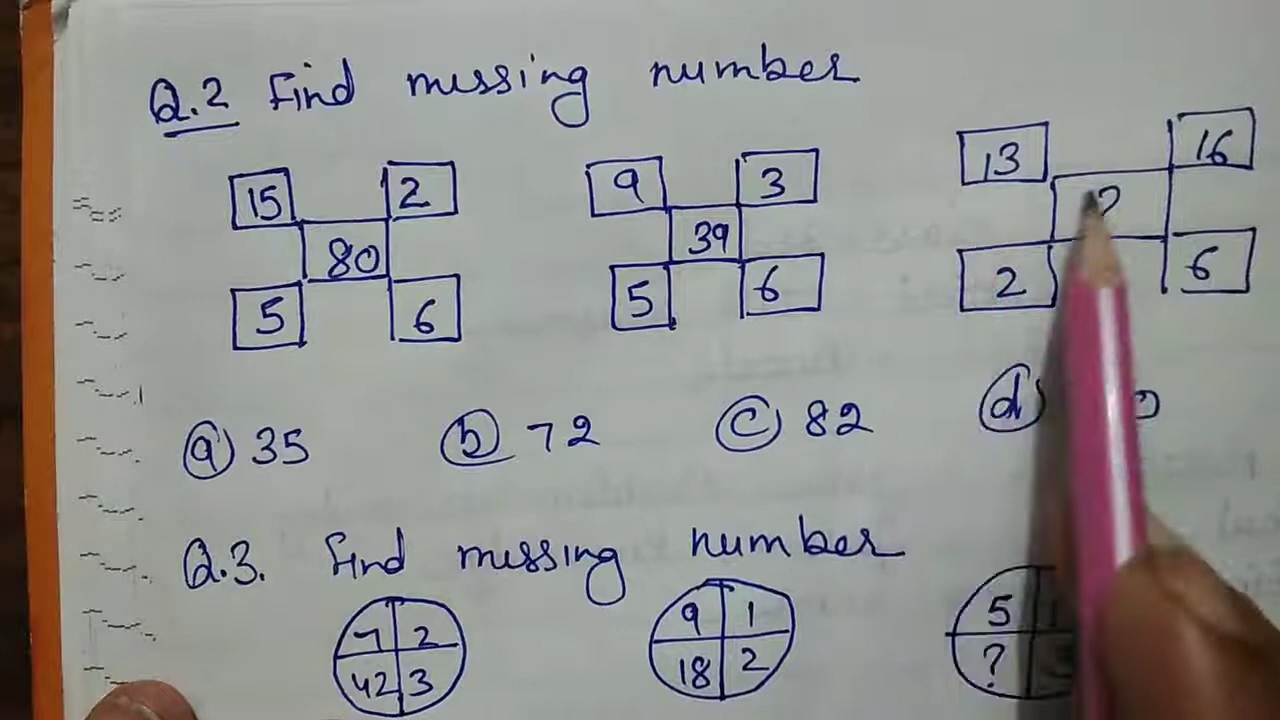 Q.2 Find missing number
15 2 9 3 13 16
80 39 ?
5 6 5 6 2 6
(a) 35 (b) 72 (c) 82 (d)
Q.3. Find missing number
7 2 9 1 5
42 3 18 2 ?